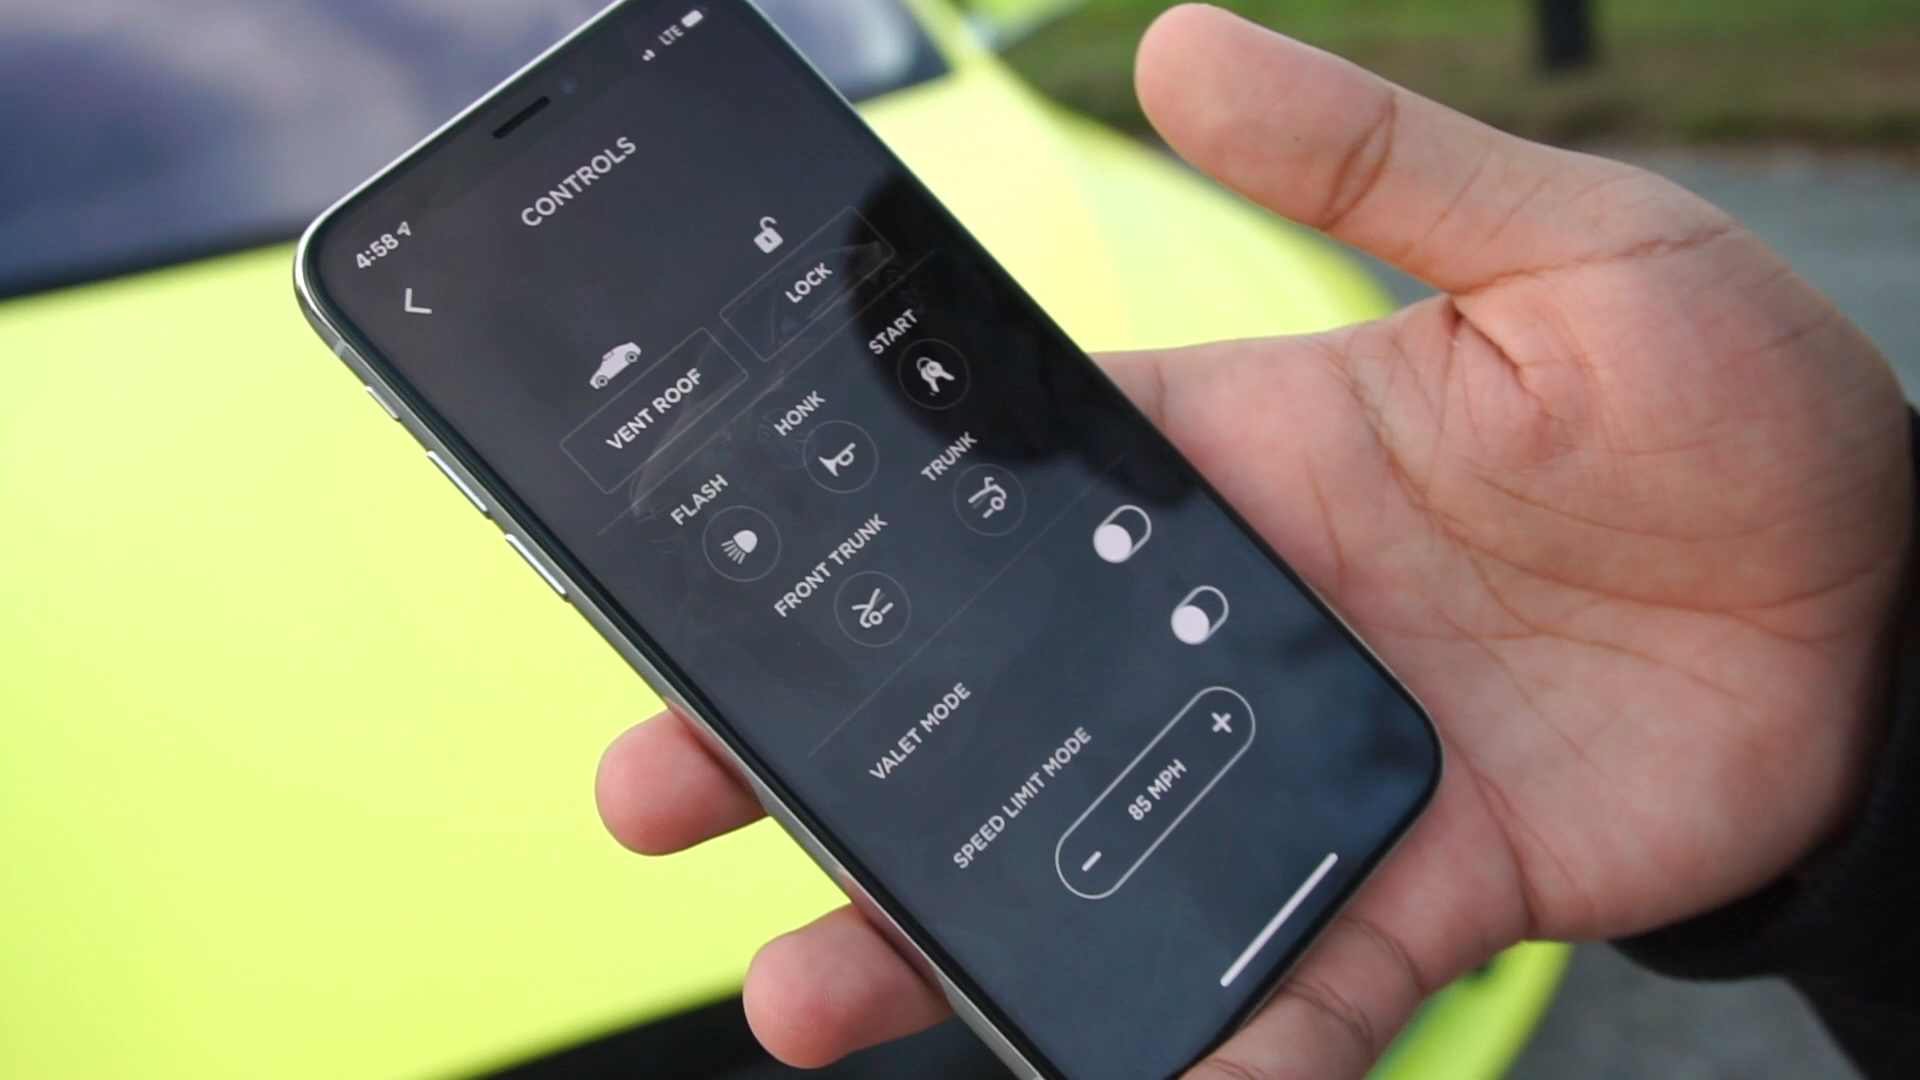 4:58
LTE
CONTROLS
VENT ROOF
LOCK
FLASH
HONK
START
FRONT TRUNK
TRUNK
VALET MODE
SPEED LIMIT MODE
- 85 MPH +